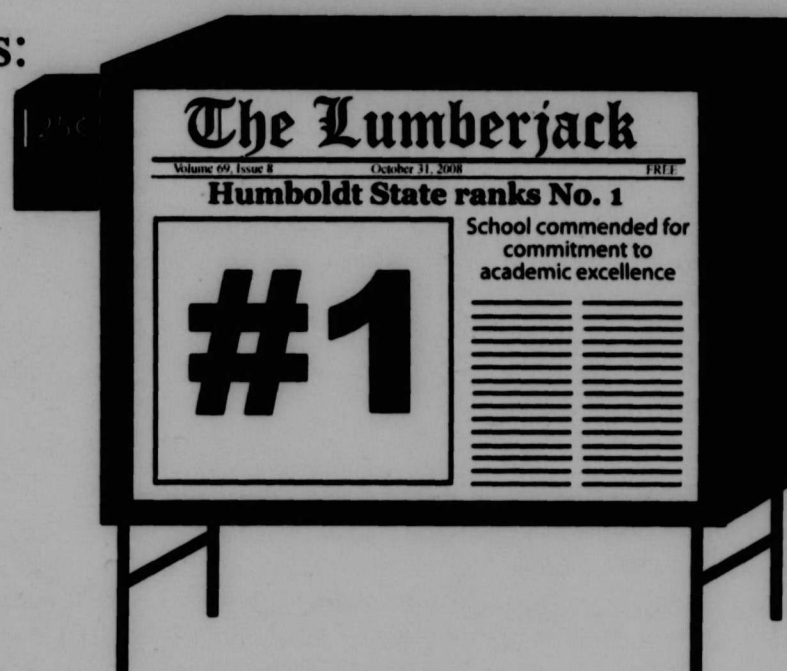 s:
25¢
The Lumberjack
Volume 69, Issue 8 October 31, 2008 FREE
Humboldt State ranks No. 1
School commended for
commitment to
academic excellence
#1